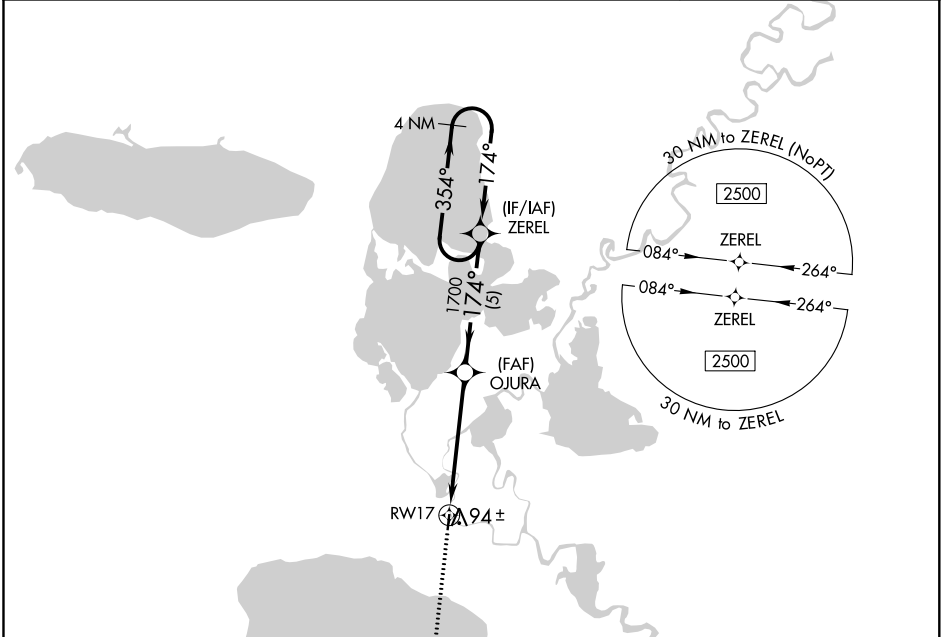 4 NM
354°
174°
(IF/IAF)
ZEREL
1700
174°
(5)
(FAF)
OJURA
RW17
94±
30 NM to ZEREL (NoPT)
2500
ZEREL
084°
264°
084°
264°
ZEREL
2500
30 NM to ZEREL